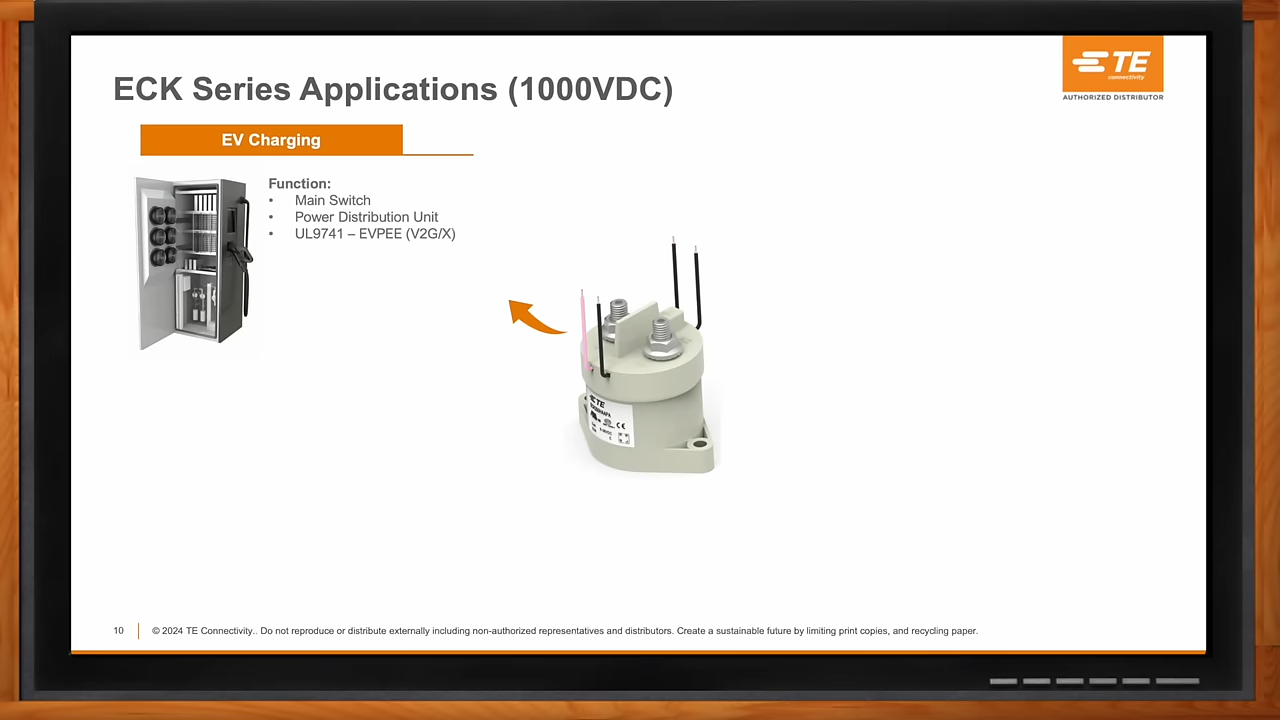 ECK Series Applications (1000VDC)
TE
connectivity
AUTHORIZED DISTRIBUTOR
EV Charging
Function:
• Main Switch
• Power Distribution Unit
• UL9741 – EVPEE (V2G/X)
TE
10
© 2024 TE Connectivity.. Do not reproduce or distribute externally including non-authorized representatives and distributors. Create a sustainable future by limiting print copies, and recycling paper.